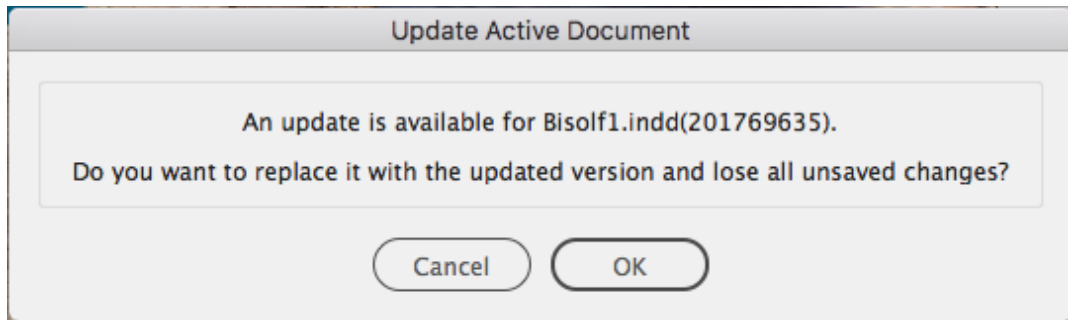 Update Active Document
An update is available for Bisolf1.indd(201769635).
Do you want to replace it with the updated version and lose all unsaved changes?
Cancel OK